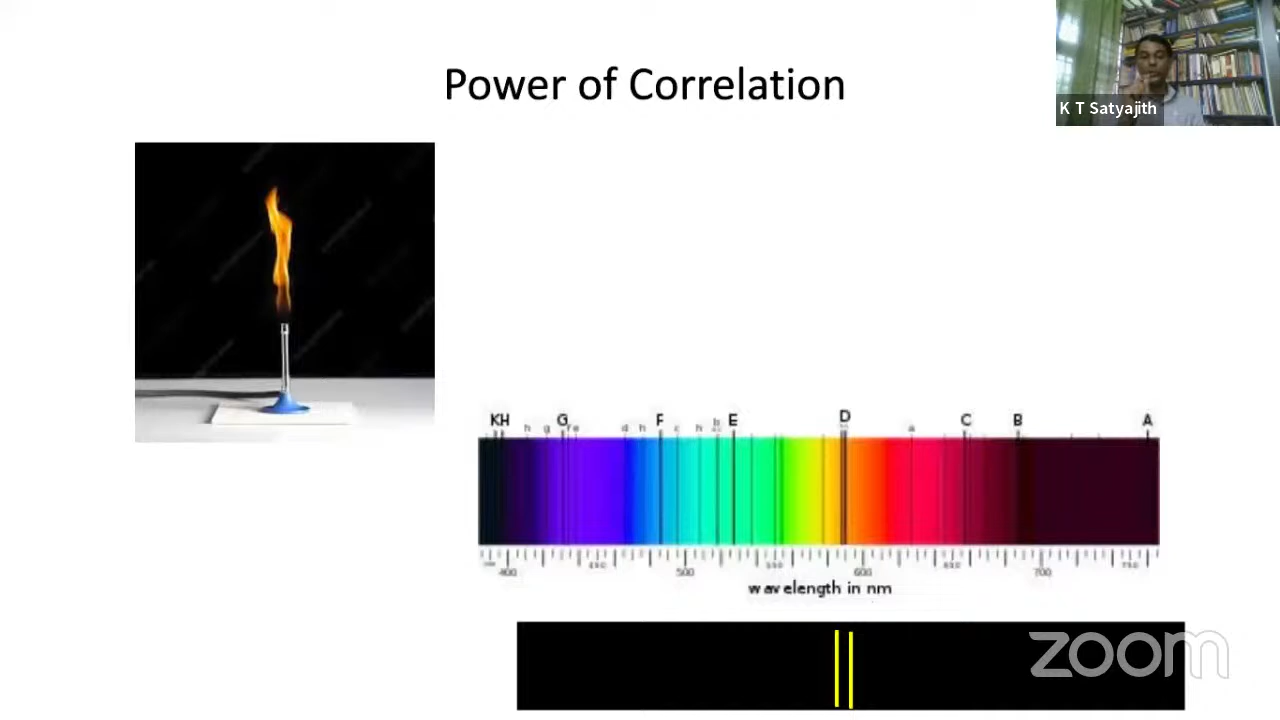 Power of Correlation
K T Satyajith
KH G F E D C B A
h g d h c h b a
400 500 600 700
wavelength in nm
zoom